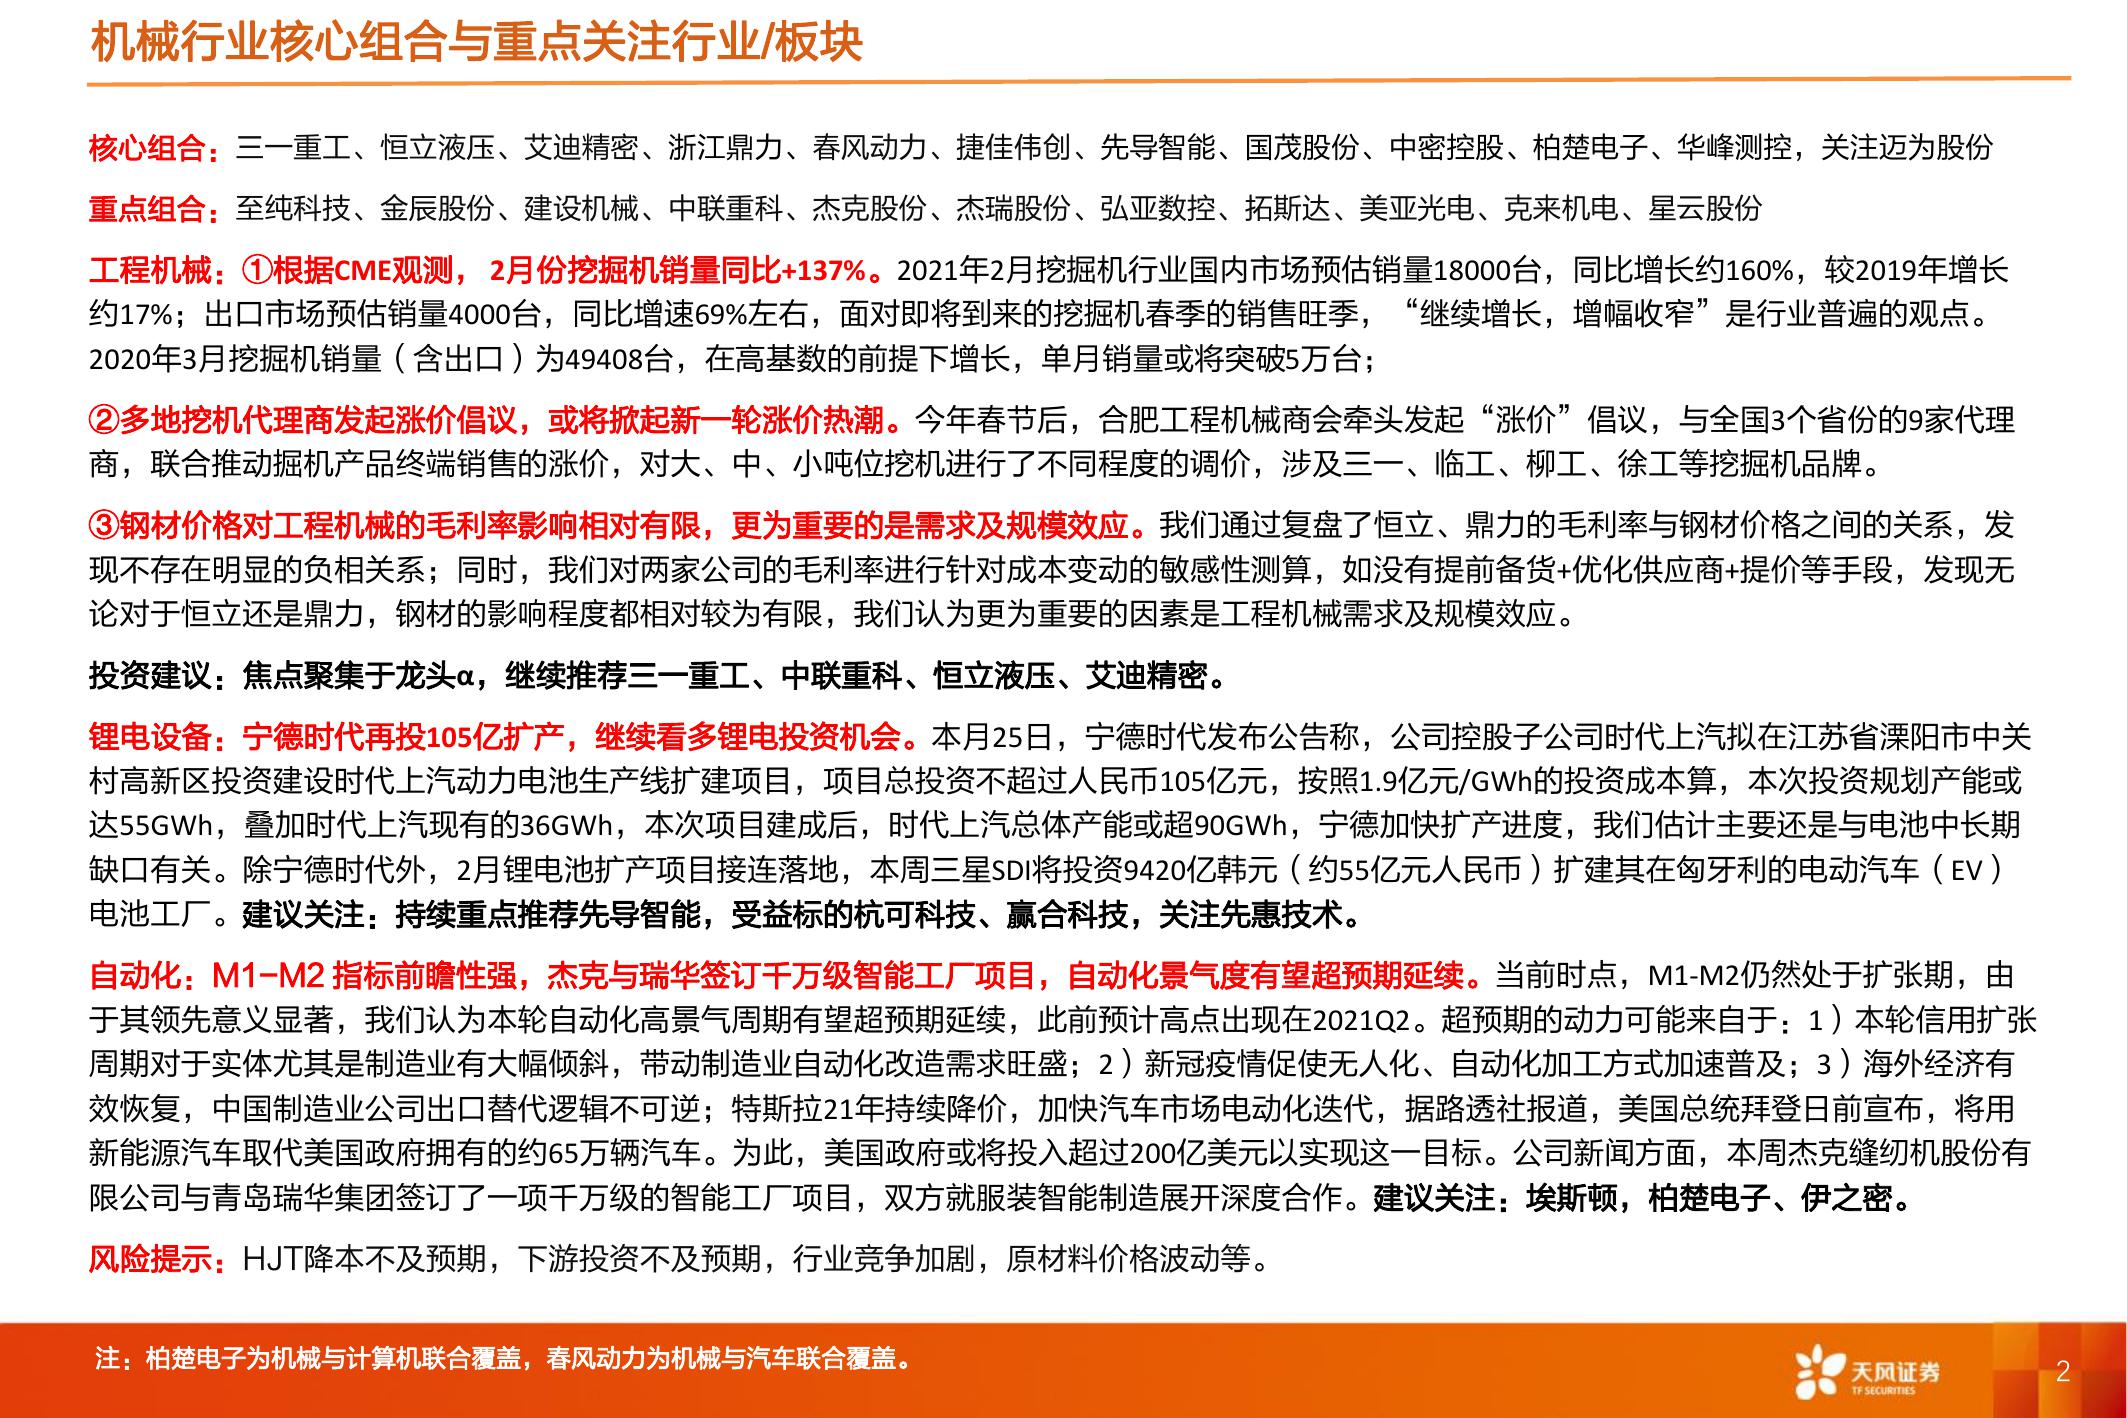 机械行业核心组合与重点关注行业/板块
核心组合：三一重工、恒立液压、艾迪精密、浙江鼎力、春风动力、捷佳伟创、先导智能、国茂股份、中密控股、柏楚电子、华峰测控，关注迈为股份
重点组合：至纯科技、金辰股份、建设机械、中联重科、杰克股份、杰瑞股份、弘亚数控、拓斯达、美亚光电、克来机电、星云股份
工程机械：①根据CME观测， 2月份挖掘机销量同比+137%。2021年2月挖掘机行业国内市场预估销量18000台，同比增长约160%，较2019年增长
约17%；出口市场预估销量4000台，同比增速69%左右，面对即将到来的挖掘机春季的销售旺季， “继续增长，增幅收窄”是行业普遍的观点。
2020年3月挖掘机销量（含出口）为49408台，在高基数的前提下增长，单月销量或将突破5万台；
②多地挖机代理商发起涨价倡议，或将掀起新一轮涨价热潮。今年春节后，合肥工程机械商会牵头发起“涨价”倡议，与全国3个省份的9家代理
商，联合推动掘机产品终端销售的涨价，对大、中、小吨位挖机进行了不同程度的调价，涉及三一、临工、柳工、徐工等挖掘机品牌。
③钢材价格对工程机械的毛利率影响相对有限，更为重要的是需求及规模效应。我们通过复盘了恒立、鼎力的毛利率与钢材价格之间的关系，发
现不存在明显的负相关系；同时，我们对两家公司的毛利率进行针对成本变动的敏感性测算，如没有提前备货+优化供应商+提价等手段，发现无
论对于恒立还是鼎力，钢材的影响程度都相对较为有限，我们认为更为重要的因素是工程机械需求及规模效应。
投资建议：焦点聚集于龙头α，继续推荐三一重工、中联重科、恒立液压、艾迪精密。
锂电设备：宁德时代再投105亿扩产，继续看多锂电投资机会。本月25日，宁德时代发布公告称，公司控股子公司时代上汽拟在江苏省溧阳市中关
村高新区投资建设时代上汽动力电池生产线扩建项目，项目总投资不超过人民币105亿元，按照1.9亿元/GWh的投资成本算，本次投资规划产能或
达55GWh，叠加时代上汽现有的36GWh，本次项目建成后，时代上汽总体产能或超90GWh，宁德加快扩产进度，我们估计主要还是与电池中长期
缺口有关。除宁德时代外，2月锂电池扩产项目接连落地，本周三星SDI将投资9420亿韩元（约55亿元人民币）扩建其在匈牙利的电动汽车（EV）
电池工厂。建议关注：持续重点推荐先导智能，受益标的杭可科技、赢合科技，关注先惠技术。
自动化：M1-M2 指标前瞻性强，杰克与瑞华签订千万级智能工厂项目，自动化景气度有望超预期延续。当前时点，M1-M2仍然处于扩张期，由
于其领先意义显著，我们认为本轮自动化高景气周期有望超预期延续，此前预计高点出现在2021Q2。超预期的动力可能来自于：1）本轮信用扩张
周期对于实体尤其是制造业有大幅倾斜，带动制造业自动化改造需求旺盛；2）新冠疫情促使无人化、自动化加工方式加速普及；3）海外经济有
效恢复，中国制造业公司出口替代逻辑不可逆；特斯拉21年持续降价，加快汽车市场电动化迭代，据路透社报道，美国总统拜登日前宣布，将用
新能源汽车取代美国政府拥有的约65万辆汽车。为此，美国政府或将投入超过200亿美元以实现这一目标。公司新闻方面，本周杰克缝纫机股份有
限公司与青岛瑞华集团签订了一项千万级的智能工厂项目，双方就服装智能制造展开深度合作。建议关注：埃斯顿，柏楚电子、伊之密。
风险提示：HJT降本不及预期，下游投资不及预期，行业竞争加剧，原材料价格波动等。
注：柏楚电子为机械与计算机联合覆盖，春风动力为机械与汽车联合覆盖。
天风证券
TF SECURITIES
2